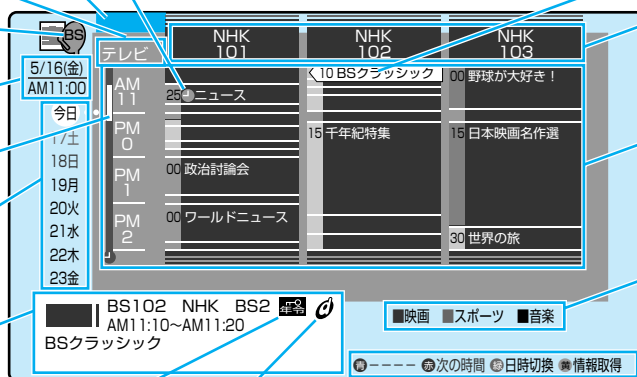 BS
テレビ
NHK 101
NHK 102
NHK 103
5/16(金)
AM11:00
今日
17土
18日
19月
20火
21水
22木
23金
AM 11
PM 0
PM 1
PM 2
25 ニュース
00 政治討論会
00 ワールドニュース
10 BSクラッシック
15 千年紀特集
00 野球が大好き!
15 日本映画名作選
30 世界の旅
BS102 NHK BS2 年令
AM11:10~AM11:20
BSクラッシック
■映画 ■スポーツ ■音楽
青---- 赤次の時間 緑日時切換 黄情報取得